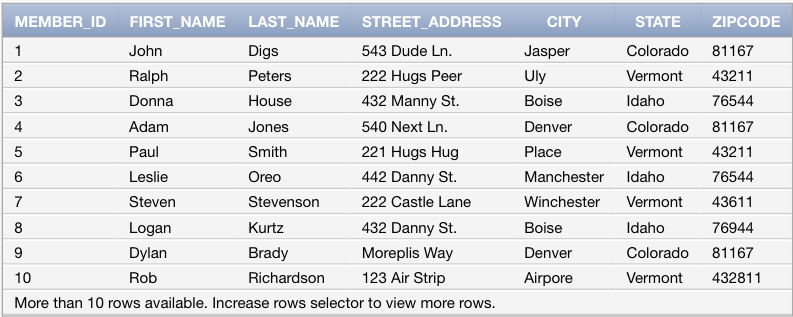 MEMBER_ID FIRST_NAME LAST_NAME STREET_ADDRESS CITY STATE ZIPCODE
1 John Digs 543 Dude Ln. Jasper Colorado 81167
2 Ralph Peters 222 Hugs Peer Uly Vermont 43211
3 Donna House 432 Manny St. Boise Idaho 76544
4 Adam Jones 540 Next Ln. Denver Colorado 81167
5 Paul Smith 221 Hugs Hug Place Vermont 43211
6 Leslie Oreo 442 Danny St. Manchester Idaho 76544
7 Steven Stevenson 222 Castle Lane Winchester Vermont 43611
8 Logan Kurtz 432 Danny St. Boise Idaho 76944
9 Dylan Brady Moreplis Way Denver Colorado 81167
10 Rob Richardson 123 Air Strip Airpore Vermont 432811
More than 10 rows available. Increase rows selector to view more rows.